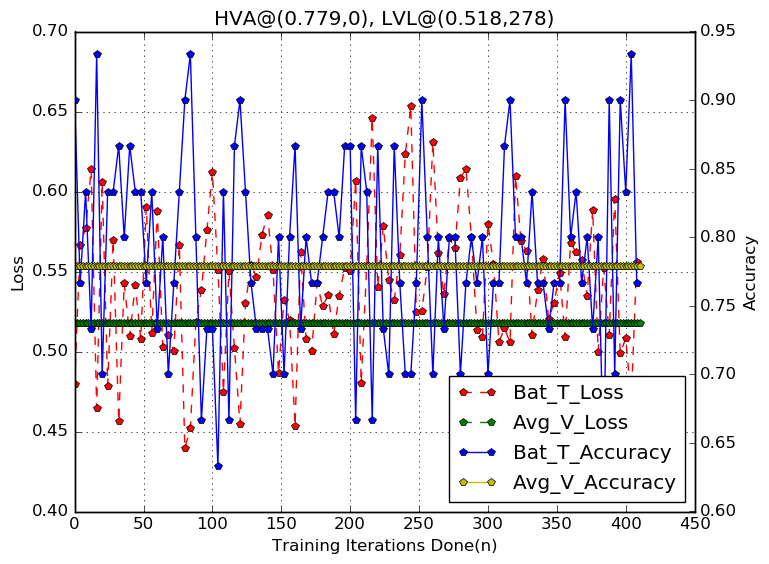 HVA@(0.779,0), LVL@(0.518,278)
0.70
0.65
0.60
0.55
0.50
0.45
0.40
Loss
0.95
0.90
0.85
0.80
0.75
0.70
0.65
0.60
Accuracy
Bat_T_Loss
Avg_V_Loss
Bat_T_Accuracy
Avg_V_Accuracy
0 50 100 150 200 250 300 350 400 450
Training Iterations Done(n)